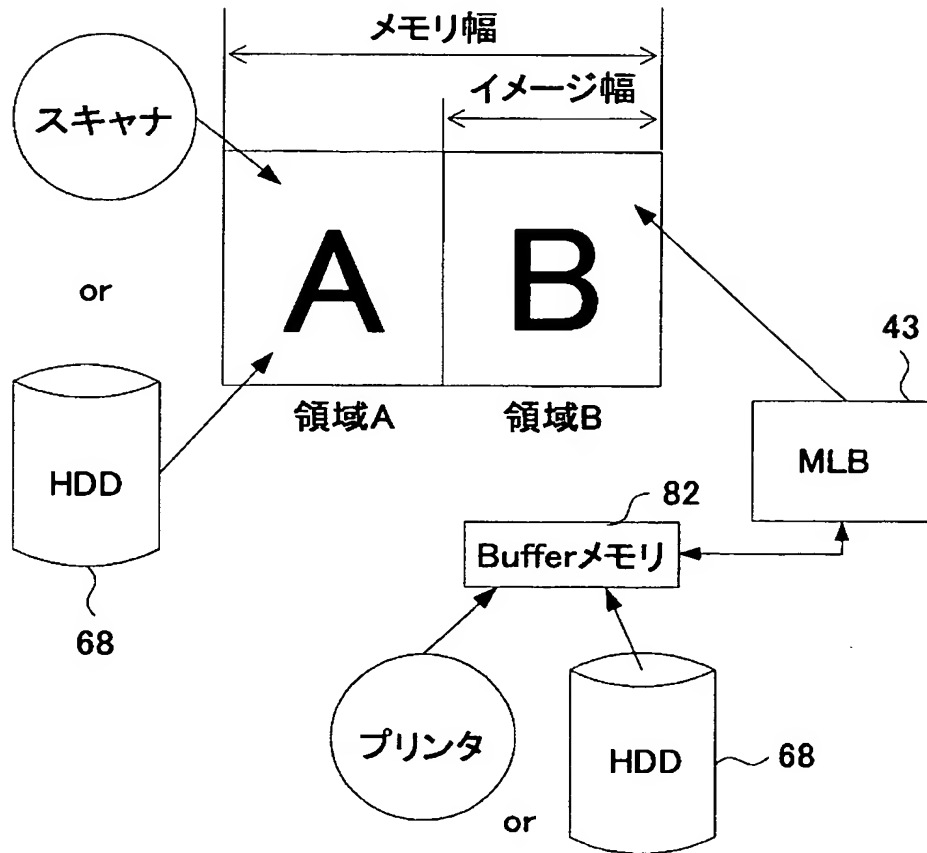 メモリ幅
イメージ幅
スキャナ
A
B
or
43
領域A
領域B
HDD
MLB
82
Bufferメモリ
68
プリンタ
HDD
68
or